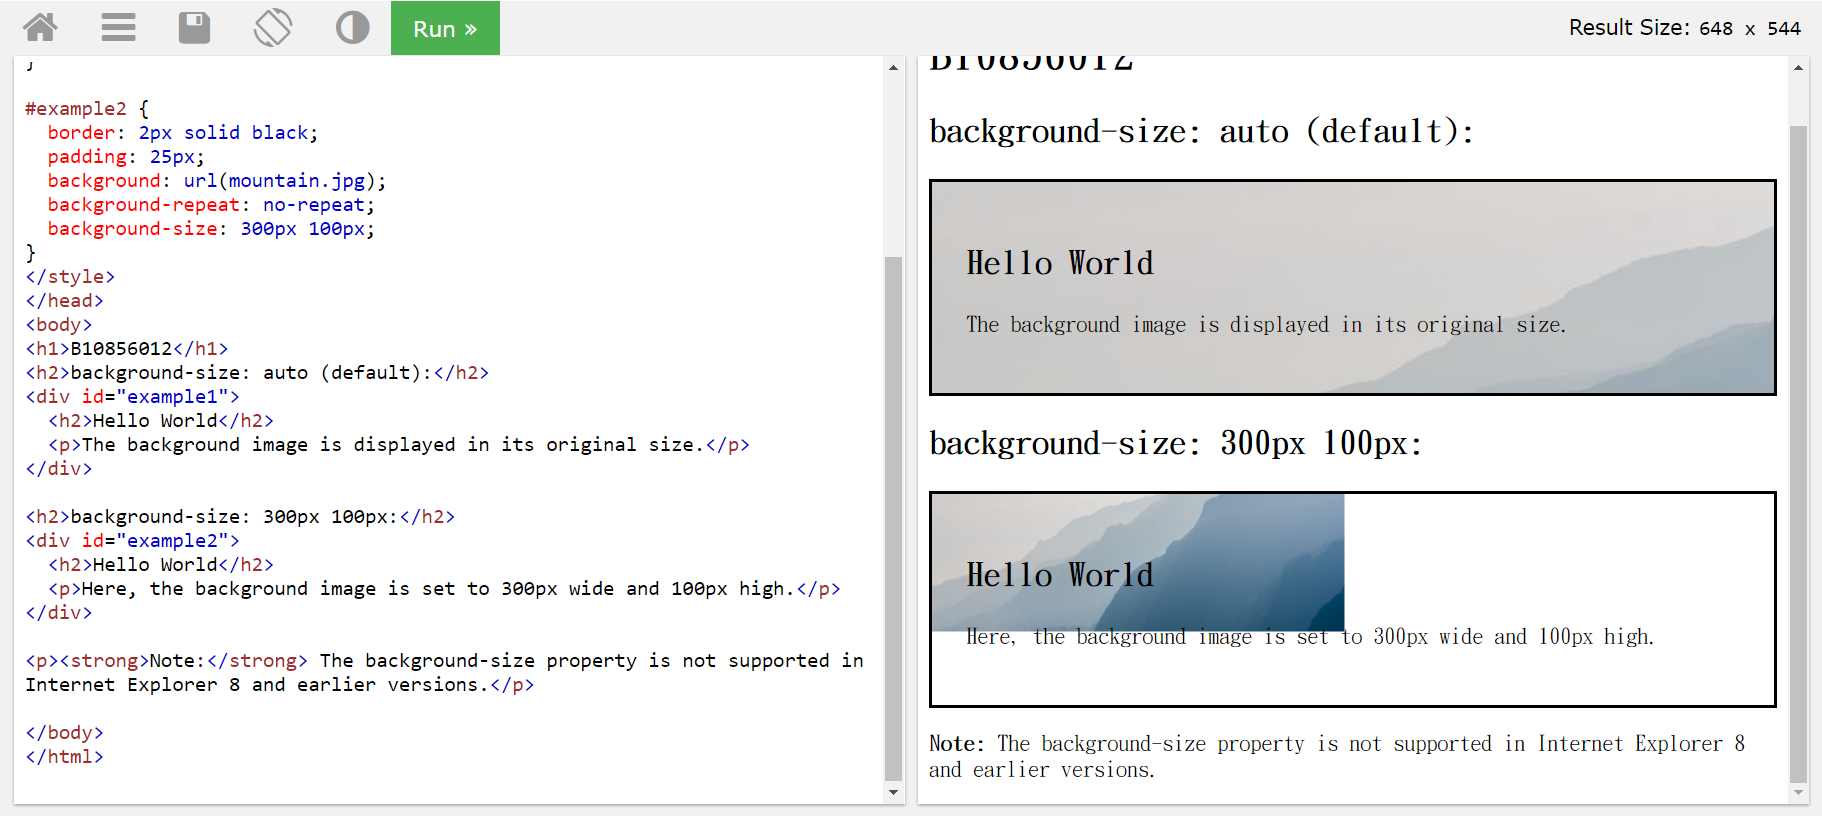 Run »
Result Size: 648 x 544
}
#example2 {
border: 2px solid black;
padding: 25px;
background: url(mountain.jpg);
background-repeat: no-repeat;
background-size: 300px 100px;
}
</style>
</head>
<body>
<h1>B10856012</h1>
<h2>background-size: auto (default):</h2>
<div id="example1">
<h2>Hello World</h2>
<p>The background image is displayed in its original size.</p>
</div>
<h2>background-size: 300px 100px:</h2>
<div id="example2">
<h2>Hello World</h2>
<p>Here, the background image is set to 300px wide and 100px high.</p>
</div>
<p><strong>Note:</strong> The background-size property is not supported in
Internet Explorer 8 and earlier versions.</p>
</body>
</html>
B10856012
background-size: auto (default):
Hello World
The background image is displayed in its original size.
background-size: 300px 100px:
Hello World
Here, the background image is set to 300px wide and 100px high.
Note: The background-size property is not supported in Internet Explorer 8
and earlier versions.